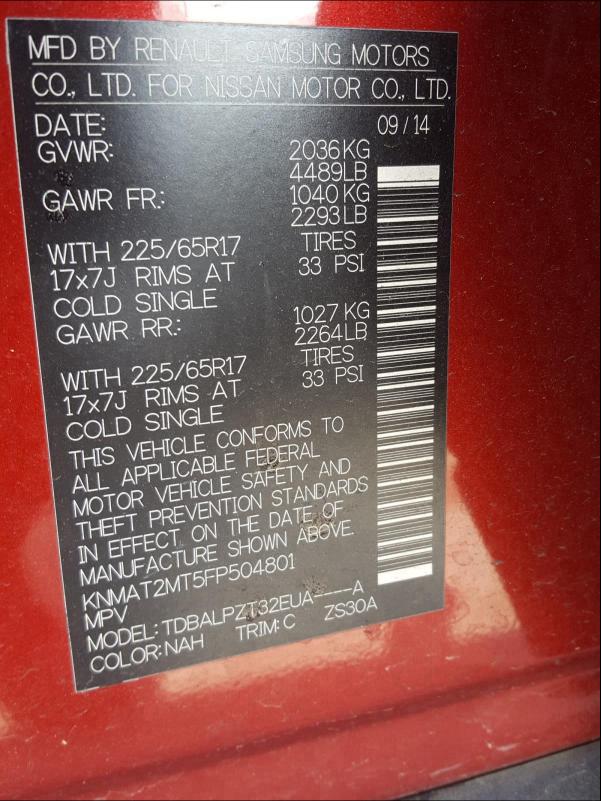 MFD BY RENAULT SAMSUNG MOTORS
CO., LTD. FOR NISSAN MOTOR CO., LTD.
DATE: 09/14
GVWR: 2036KG
4489LB
GAWR FR.: 1040 KG
2293LB
WITH 225/65R17 TIRES
17x7J RIMS AT 33 PSI
COLD SINGLE
GAWR RR.: 1027KG
2264LB
WITH 225/65R17 TIRES
17x7J RIMS AT 33 PSI
COLD SINGLE
THIS VEHICLE CONFORMS TO
ALL APPLICABLE FEDERAL
MOTOR VEHICLE SAFETY AND
THEFT PREVENTION STANDARDS
IN EFFECT ON THE DATE OF
MANUFACTURE SHOWN ABOVE.
KNMAT2MT5FP504801
MPV
MODEL: TDBALPZT32EUA----A
COLOR: NAH TRIM: C ZS30A